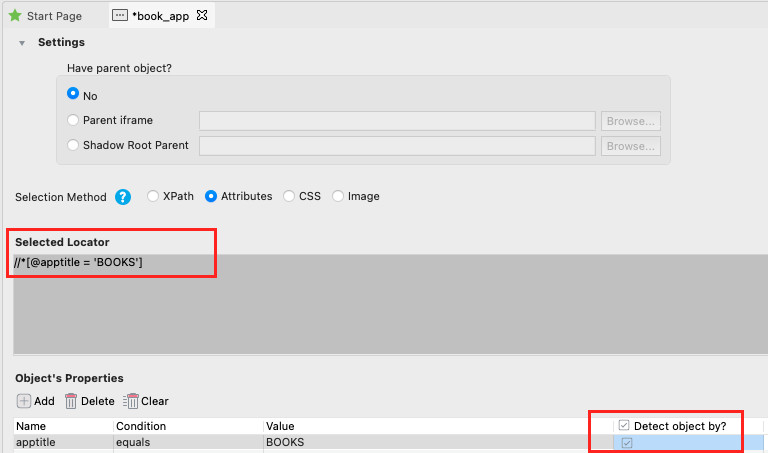 Start Page
*book_app
Settings
Have parent object?
No
Parent iframe
Browse...
Shadow Root Parent
Browse...
Selection Method ? XPath Attributes CSS Image
Selected Locator
//*[@apptitle = 'BOOKS']
Object's Properties
Add Delete Clear
Name Condition Value Detect object by?
apptitle equals BOOKS